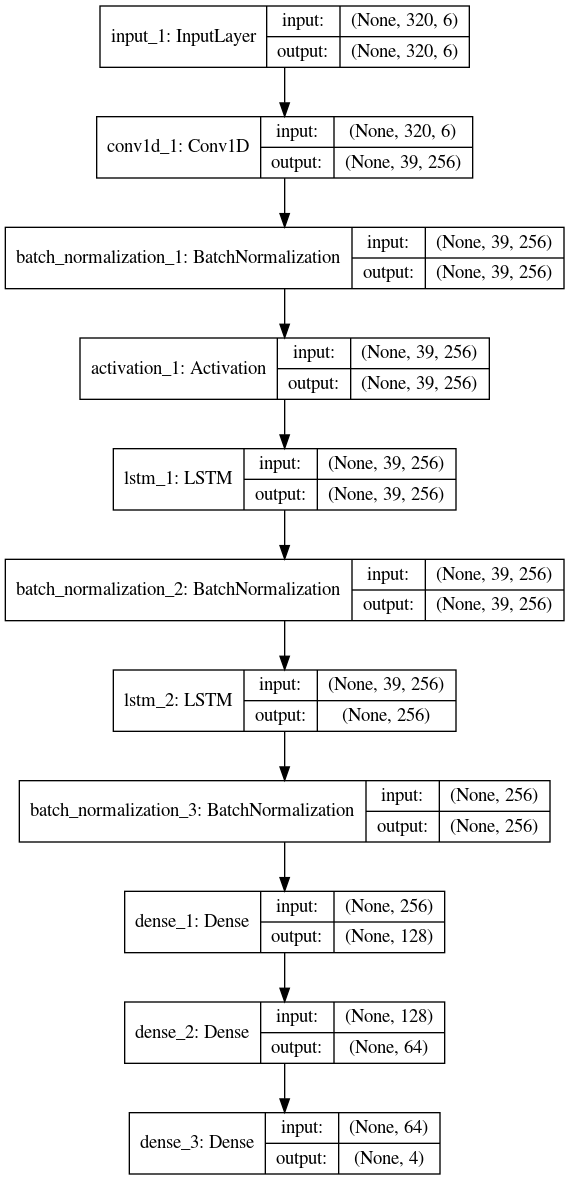 input_1: InputLayer
input: (None, 320, 6)
output: (None, 320, 6)
conv1d_1: Conv1D
input: (None, 320, 6)
output: (None, 39, 256)
batch_normalization_1: BatchNormalization
input: (None, 39, 256)
output: (None, 39, 256)
activation_1: Activation
input: (None, 39, 256)
output: (None, 39, 256)
lstm_1: LSTM
input: (None, 39, 256)
output: (None, 39, 256)
batch_normalization_2: BatchNormalization
input: (None, 39, 256)
output: (None, 39, 256)
lstm_2: LSTM
input: (None, 39, 256)
output: (None, 256)
batch_normalization_3: BatchNormalization
input: (None, 256)
output: (None, 256)
dense_1: Dense
input: (None, 256)
output: (None, 128)
dense_2: Dense
input: (None, 128)
output: (None, 64)
dense_3: Dense
input: (None, 64)
output: (None, 4)